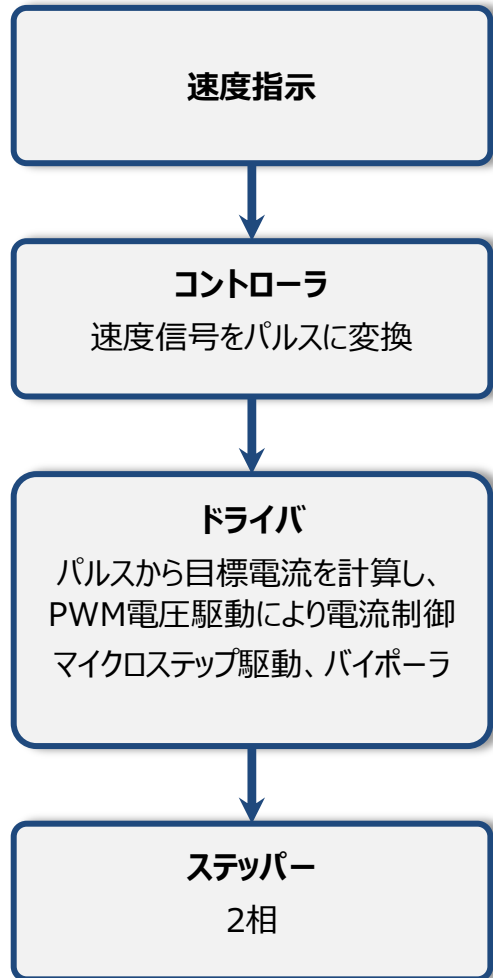 速度指示
コントローラ
速度信号をパルスに変換
ドライバ
パルスから目標電流を計算し、
PWM電圧駆動により電流制御
マイクロステップ駆動、バイポーラ
ステッパー
2相